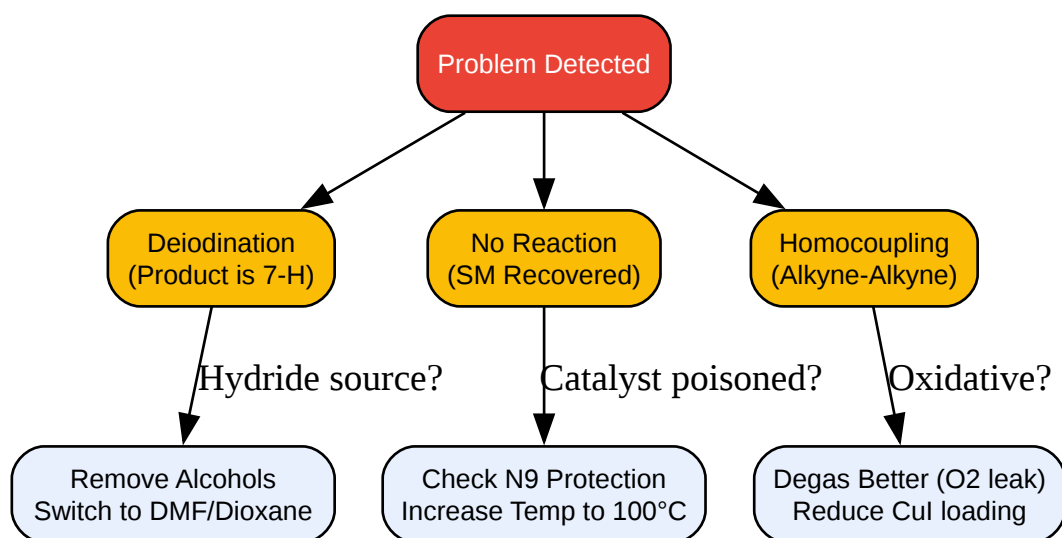 Problem Detected
Deiodination
(Product is 7-H)
No Reaction
(SM Recovered)
Homocoupling
(Alkyne-Alkyne)
Hydride source?
Catalyst poisoned?
Oxidative?
Remove Alcohols
Switch to DMF/Dioxane
Check N9 Protection
Increase Temp to 100°C
Degas Better (O2 leak)
Reduce CuI loading